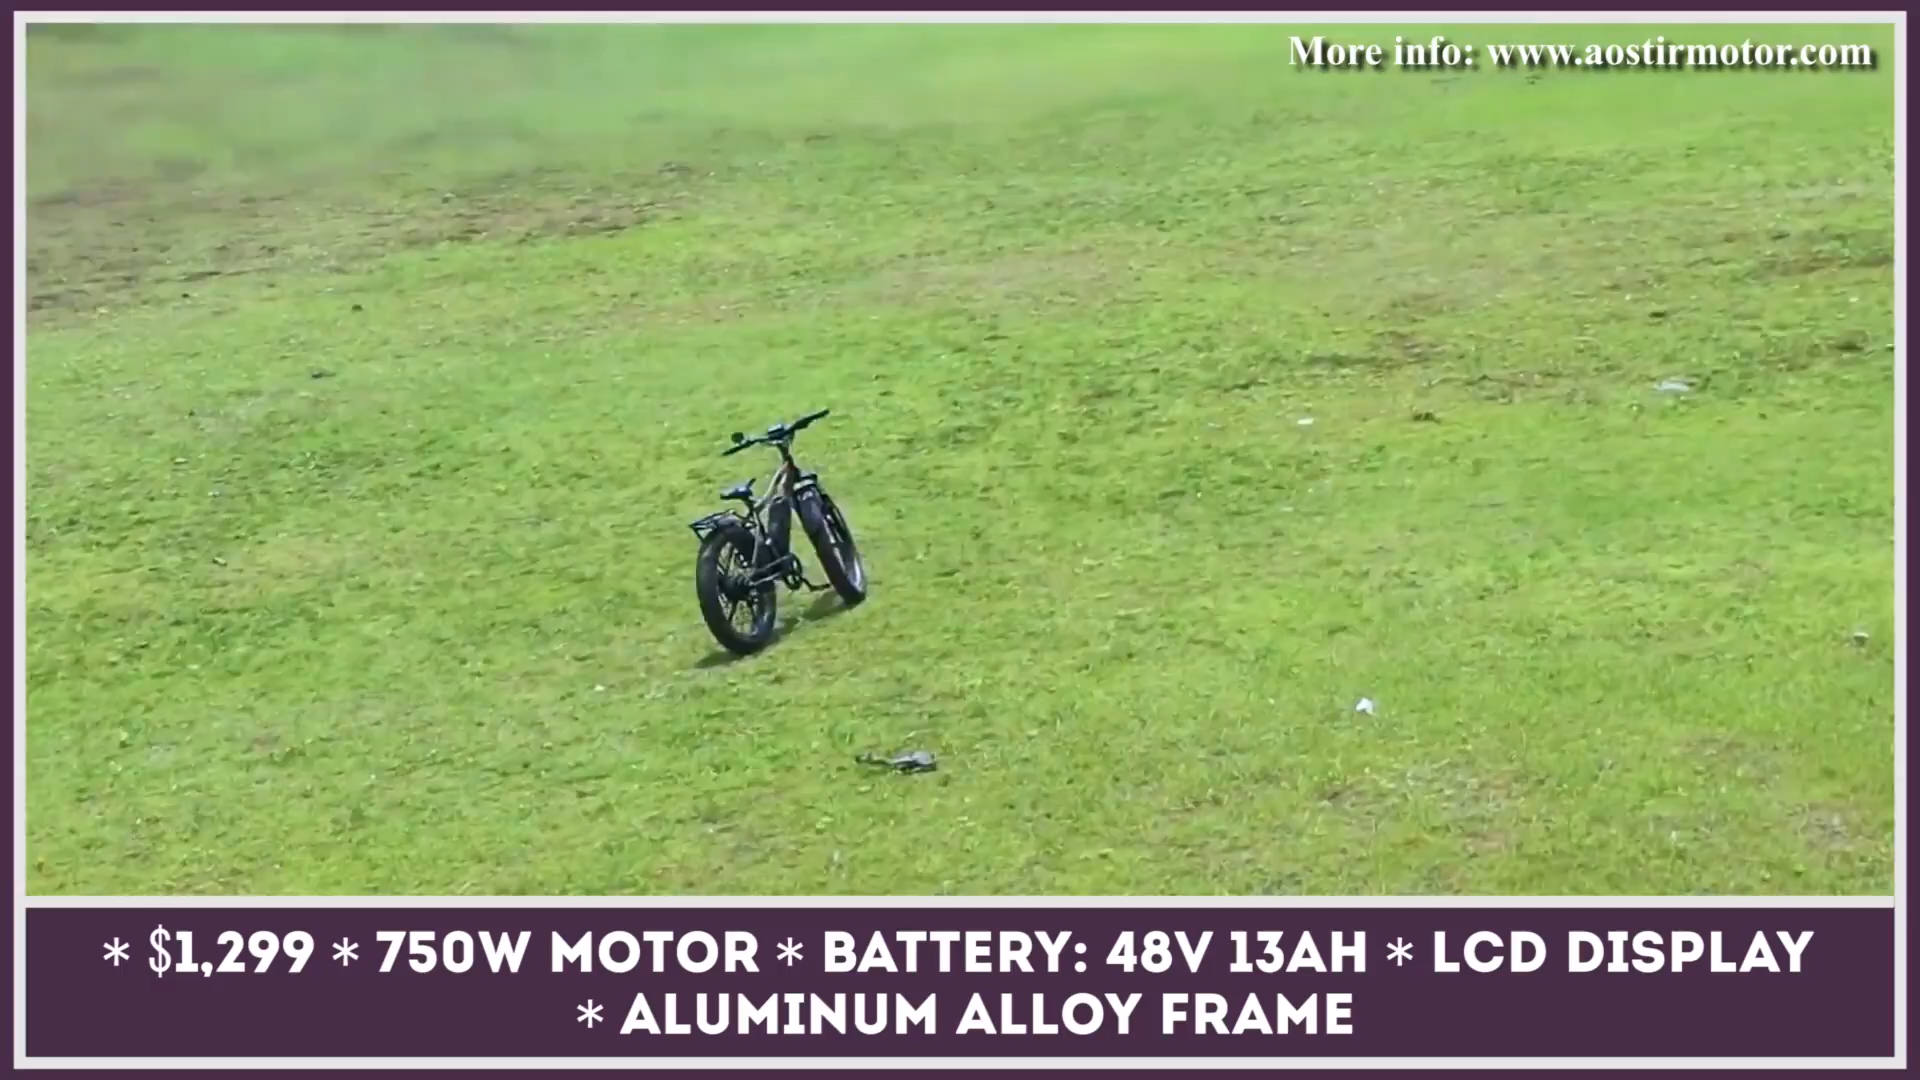 More info: www.aostirmotor.com
* $1,299 * 750W MOTOR * BATTERY: 48V 13AH * LCD DISPLAY
* ALUMINUM ALLOY FRAME